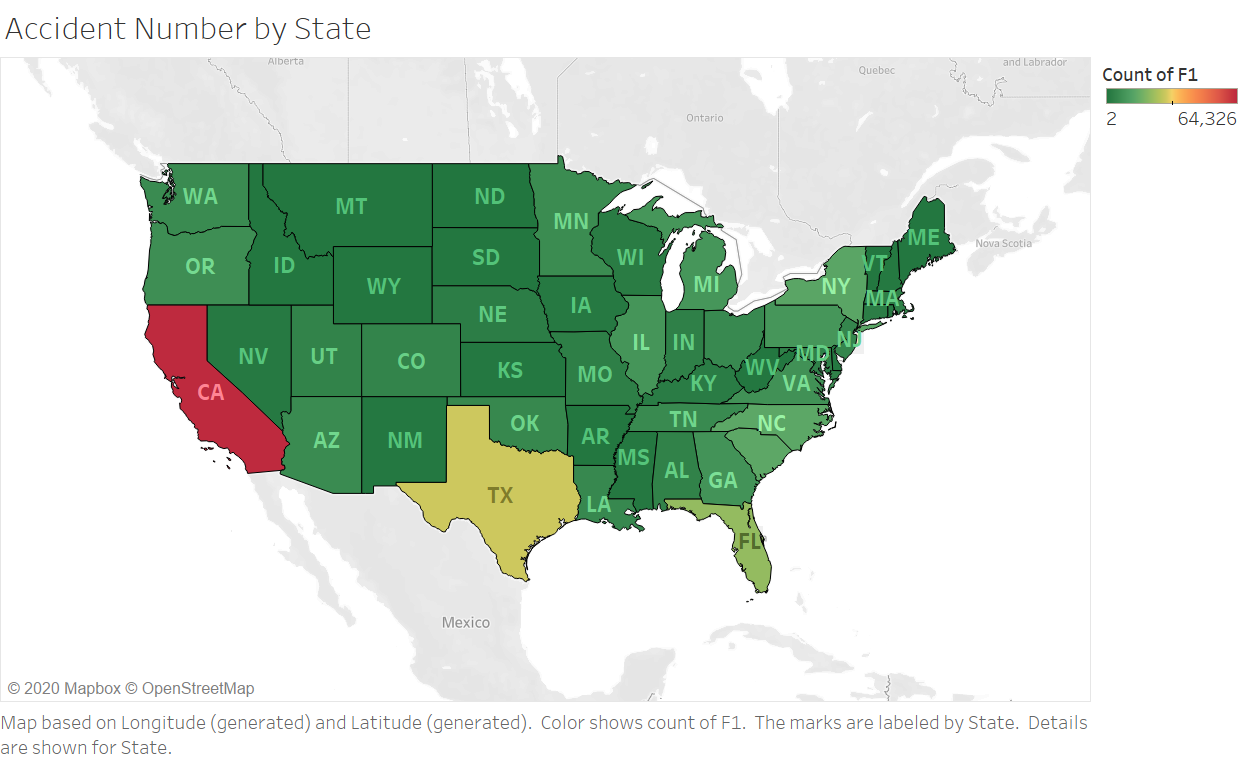 Accident Number by State
Alberta
Quebec
and Labrador
Ontario
Nova Scotia
Mexico
WA
MT
ND
MN
ME
OR
ID
SD
WI
VT
WY
MI
NY
MA
NE
IA
NV
UT
CO
IL
IN
NJ
MD
KS
MO
WV
KY
VA
CA
AZ
NM
OK
TN
NC
AR
MS
AL
GA
TX
LA
FL
Count of F1
2 64,326
© 2020 Mapbox © OpenStreetMap
Map based on Longitude (generated) and Latitude (generated). Color shows count of F1. The marks are labeled by State. Details
are shown for State.